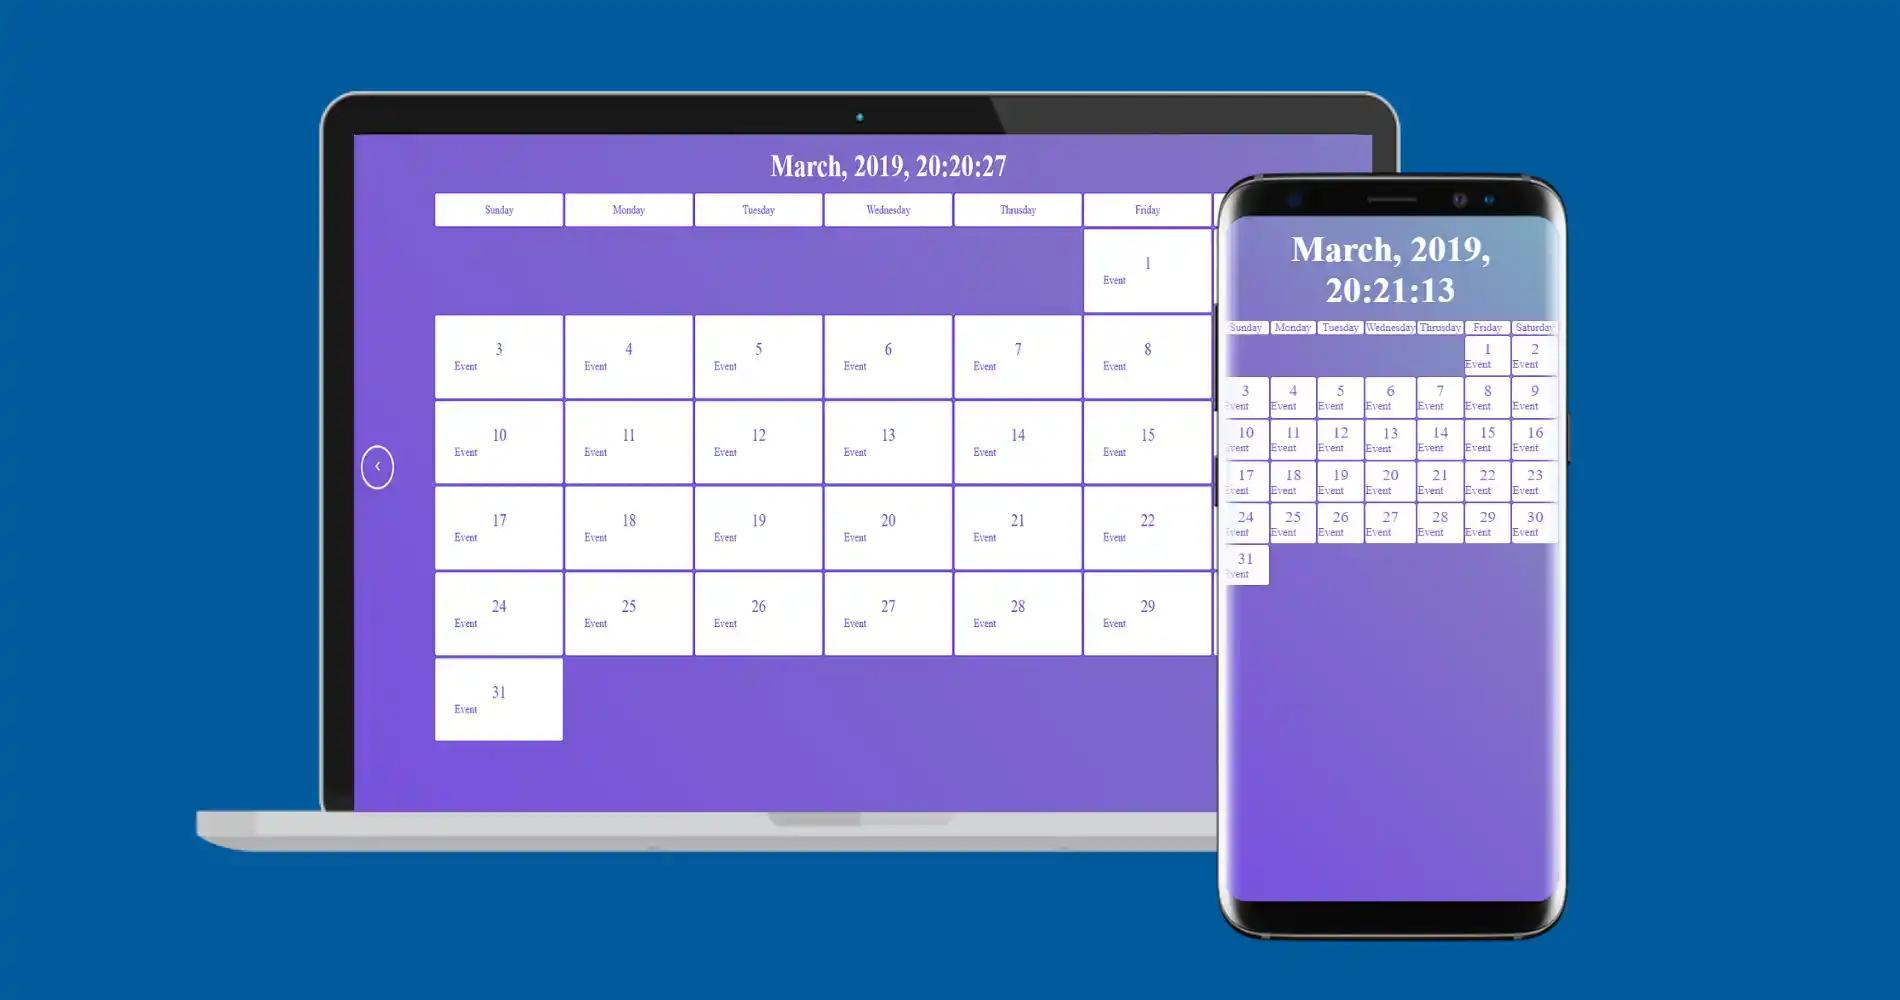 March, 2019, 20:20:27
Sunday Monday Tuesday Wednesday Thrusday Friday
1
Event
3 4 5 6 7 8
Event Event Event Event Event Event
10 11 12 13 14 15
Event Event Event Event Event Event
17 18 19 20 21 22
Event Event Event Event Event Event
24 25 26 27 28 29
Event Event Event Event Event Event
31
Event
March, 2019,
20:21:13
Sunday Monday Tuesday Wednesday Thrusday Friday Saturday
1 2
Event Event
3 4 5 6 7 8 9
Event Event Event Event Event Event Event
10 11 12 13 14 15 16
Event Event Event Event Event Event Event
17 18 19 20 21 22 23
Event Event Event Event Event Event Event
24 25 26 27 28 29 30
Event Event Event Event Event Event Event
31
Event